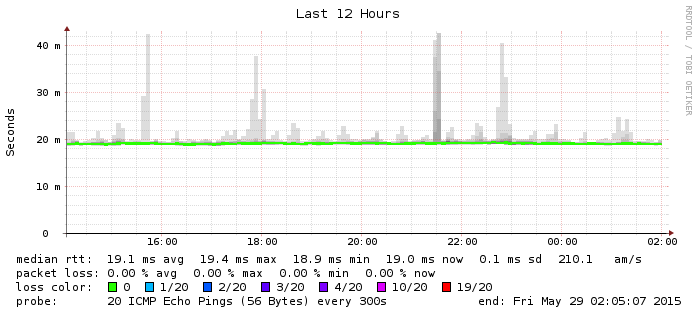 Last 12 Hours
RRDTOOL / TOBI OETIKER
Seconds
40 m
30 m
20 m
10 m
0
16:00 18:00 20:00 22:00 00:00 02:00
median rtt: 19.1 ms avg 19.4 ms max 18.9 ms min 19.0 ms now 0.1 ms sd 210.1 am/s
packet loss: 0.00 % avg 0.00 % max 0.00 % min 0.00 % now
loss color: 0 1/20 2/20 3/20 4/20 10/20 19/20
probe: 20 ICMP Echo Pings (56 Bytes) every 300s end: Fri May 29 02:05:07 2015